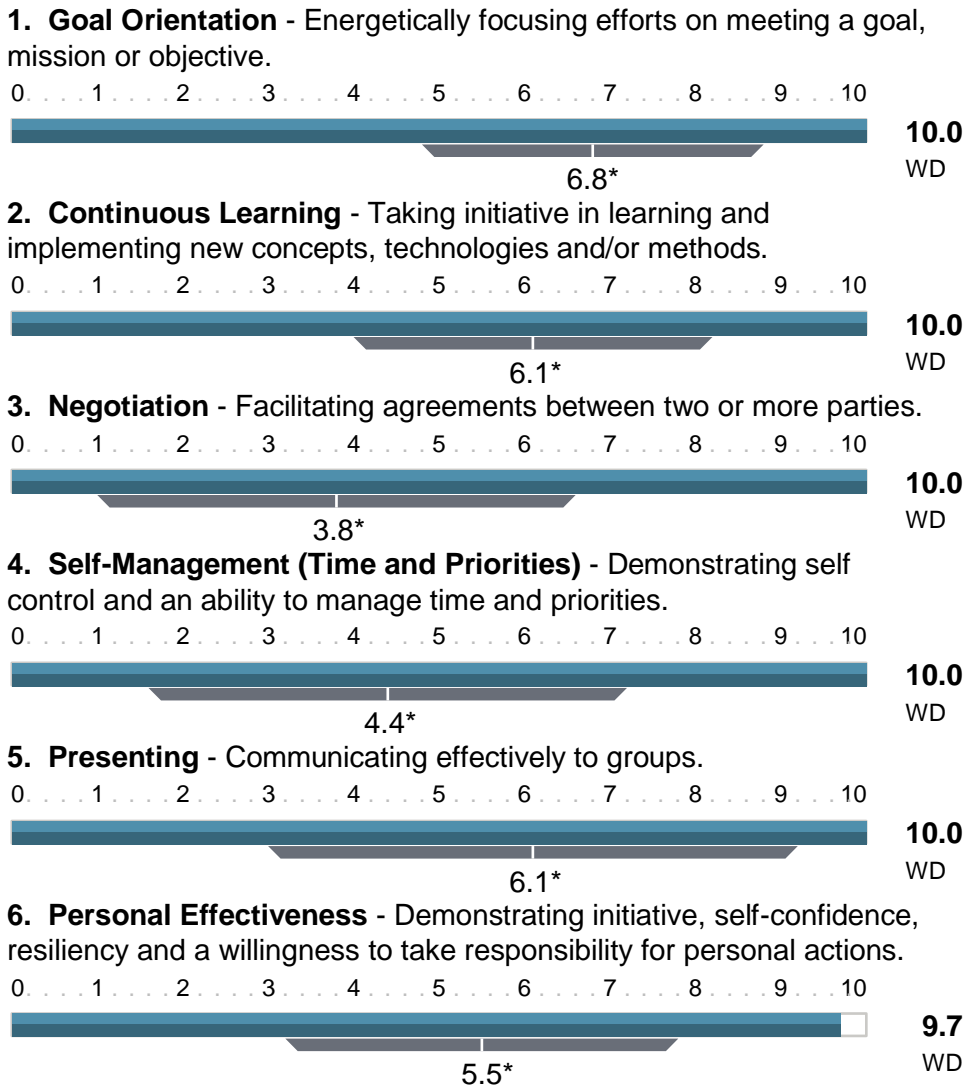 1. Goal Orientation - Energetically focusing efforts on meeting a goal,
mission or objective.
0. . . . 1 . . . . 2 . . . . 3 . . . . 4 . . . . 5 . . . . 6 . . . . 7 . . . . 8 . . . . 9 . . . 10
10.0
WD
6.8*
2. Continuous Learning - Taking initiative in learning and
implementing new concepts, technologies and/or methods.
0. . . . 1 . . . . 2 . . . . 3 . . . . 4 . . . . 5 . . . . 6 . . . . 7 . . . . 8 . . . . 9 . . . 10
10.0
WD
6.1*
3. Negotiation - Facilitating agreements between two or more parties.
0. . . . 1 . . . . 2 . . . . 3 . . . . 4 . . . . 5 . . . . 6 . . . . 7 . . . . 8 . . . . 9 . . . 10
10.0
WD
3.8*
4. Self-Management (Time and Priorities) - Demonstrating self
control and an ability to manage time and priorities.
0. . . . 1 . . . . 2 . . . . 3 . . . . 4 . . . . 5 . . . . 6 . . . . 7 . . . . 8 . . . . 9 . . . 10
10.0
WD
4.4*
5. Presenting - Communicating effectively to groups.
0. . . . 1 . . . . 2 . . . . 3 . . . . 4 . . . . 5 . . . . 6 . . . . 7 . . . . 8 . . . . 9 . . . 10
10.0
WD
6.1*
6. Personal Effectiveness - Demonstrating initiative, self-confidence,
resiliency and a willingness to take responsibility for personal actions.
0. . . . 1 . . . . 2 . . . . 3 . . . . 4 . . . . 5 . . . . 6 . . . . 7 . . . . 8 . . . . 9 . . . 10
9.7
WD
5.5*